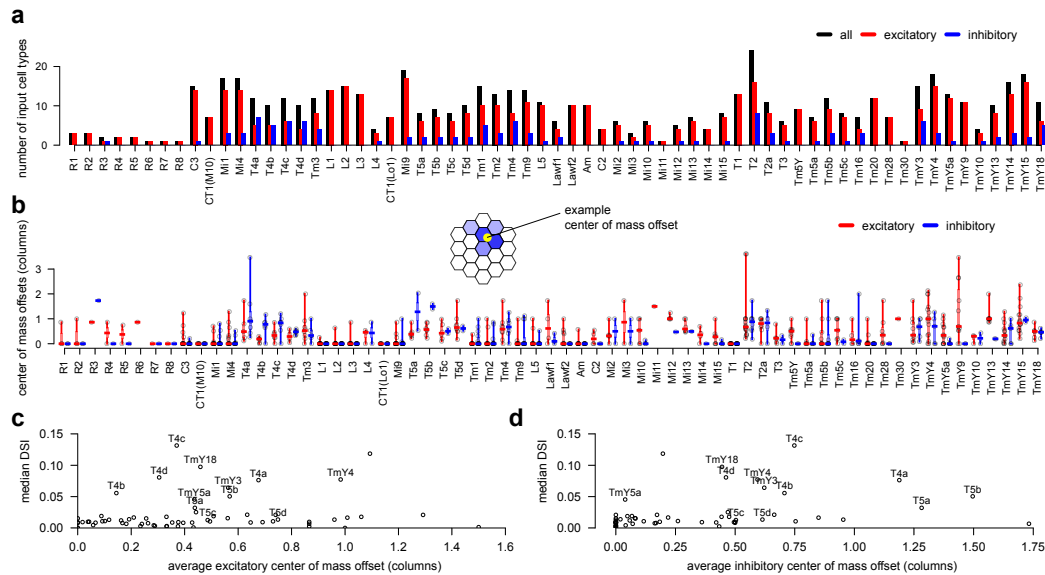 a
number of input cell types
all excitatory inhibitory
20
10
0
R1 R2 R3 R4 R5 R6 R7 R8 C3 CT1(M10) Mi1 Mi4 T4a T4b T4c T4d Tm3 L1 L2 L3 L4 CT1(Lo1) Mi9 T5a T5b T5c T5d Tm1 Tm2 Tm4 Tm9 L5 Lawf1 Lawf2 Am C2 Mi2 Mi3 Mi10 Mi11 Mi12 Mi13 Mi14 Mi15 T1 T2 T2a T3 Tm5Y Tm5a Tm5b Tm5c Tm16 Tm20 Tm28 Tm30 TmY3 TmY4 TmY5a TmY9 TmY10 TmY13 TmY14 TmY15 TmY18
b
center of mass offsets (columns)
example
center of mass offset
excitatory inhibitory
3
2
1
0
R1 R2 R3 R4 R5 R6 R7 R8 C3 CT1(M10) Mi1 Mi4 T4a T4b T4c T4d Tm3 L1 L2 L3 L4 CT1(Lo1) Mi9 T5a T5b T5c T5d Tm1 Tm2 Tm4 Tm9 L5 Lawf1 Lawf2 Am C2 Mi2 Mi3 Mi10 Mi11 Mi12 Mi13 Mi14 Mi15 T1 T2 T2a T3 Tm5Y Tm5a Tm5b Tm5c Tm16 Tm20 Tm28 Tm30 TmY3 TmY4 TmY5a TmY9 TmY10 TmY13 TmY14 TmY15 TmY18
c
median DSI
0.15
0.10
0.05
0.00
T4c
TmY18
T4d
T4a
TmY4
T4b
TmY3
T5b
TmY5a
T5a
T5c
T5d
0.0 0.2 0.4 0.6 0.8 1.0 1.2 1.4 1.6
average excitatory center of mass offset (columns)
d
median DSI
0.15
0.10
0.05
0.00
T4c
TmY18
T4d
TmY4
T4a
TmY3
T4b
T5b
TmY5a
T5a
T5c
T5d
0.00 0.25 0.50 0.75 1.00 1.25 1.50 1.75
average inhibitory center of mass offset (columns)